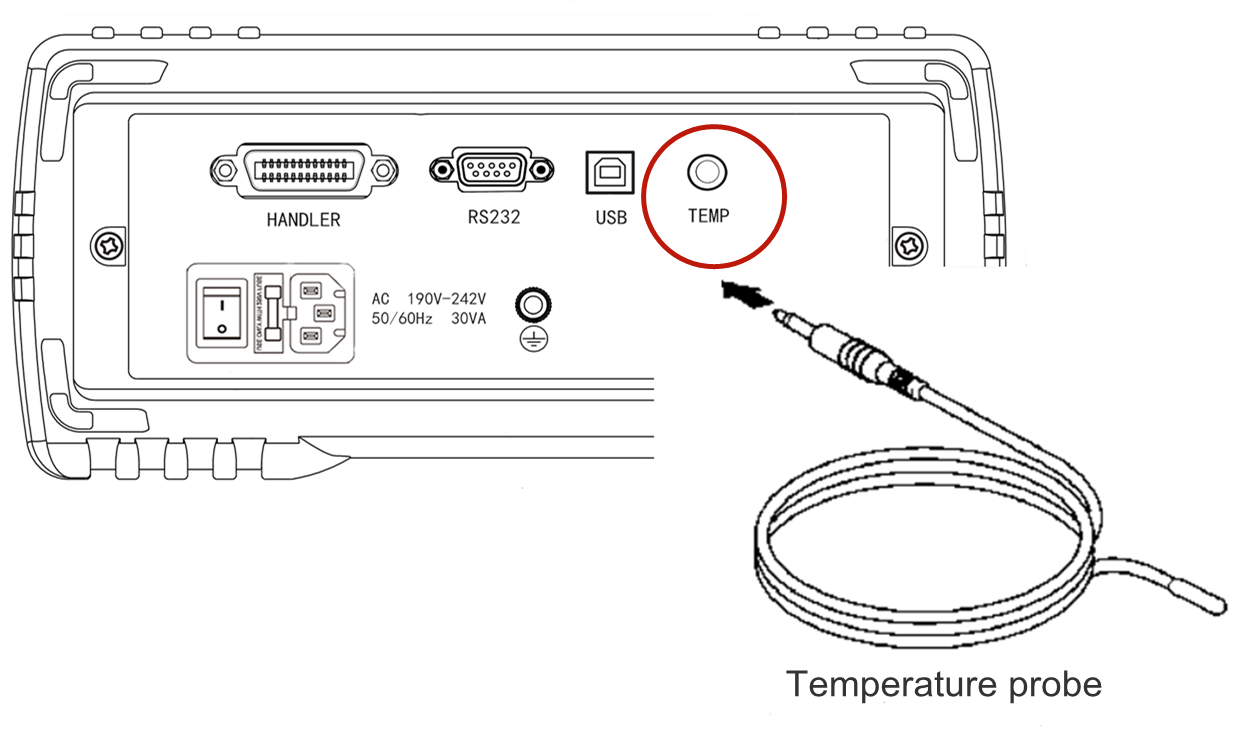 HANDLER
RS232
USB
TEMP
AC 190V-242V
50/60Hz 30VA
Temperature probe